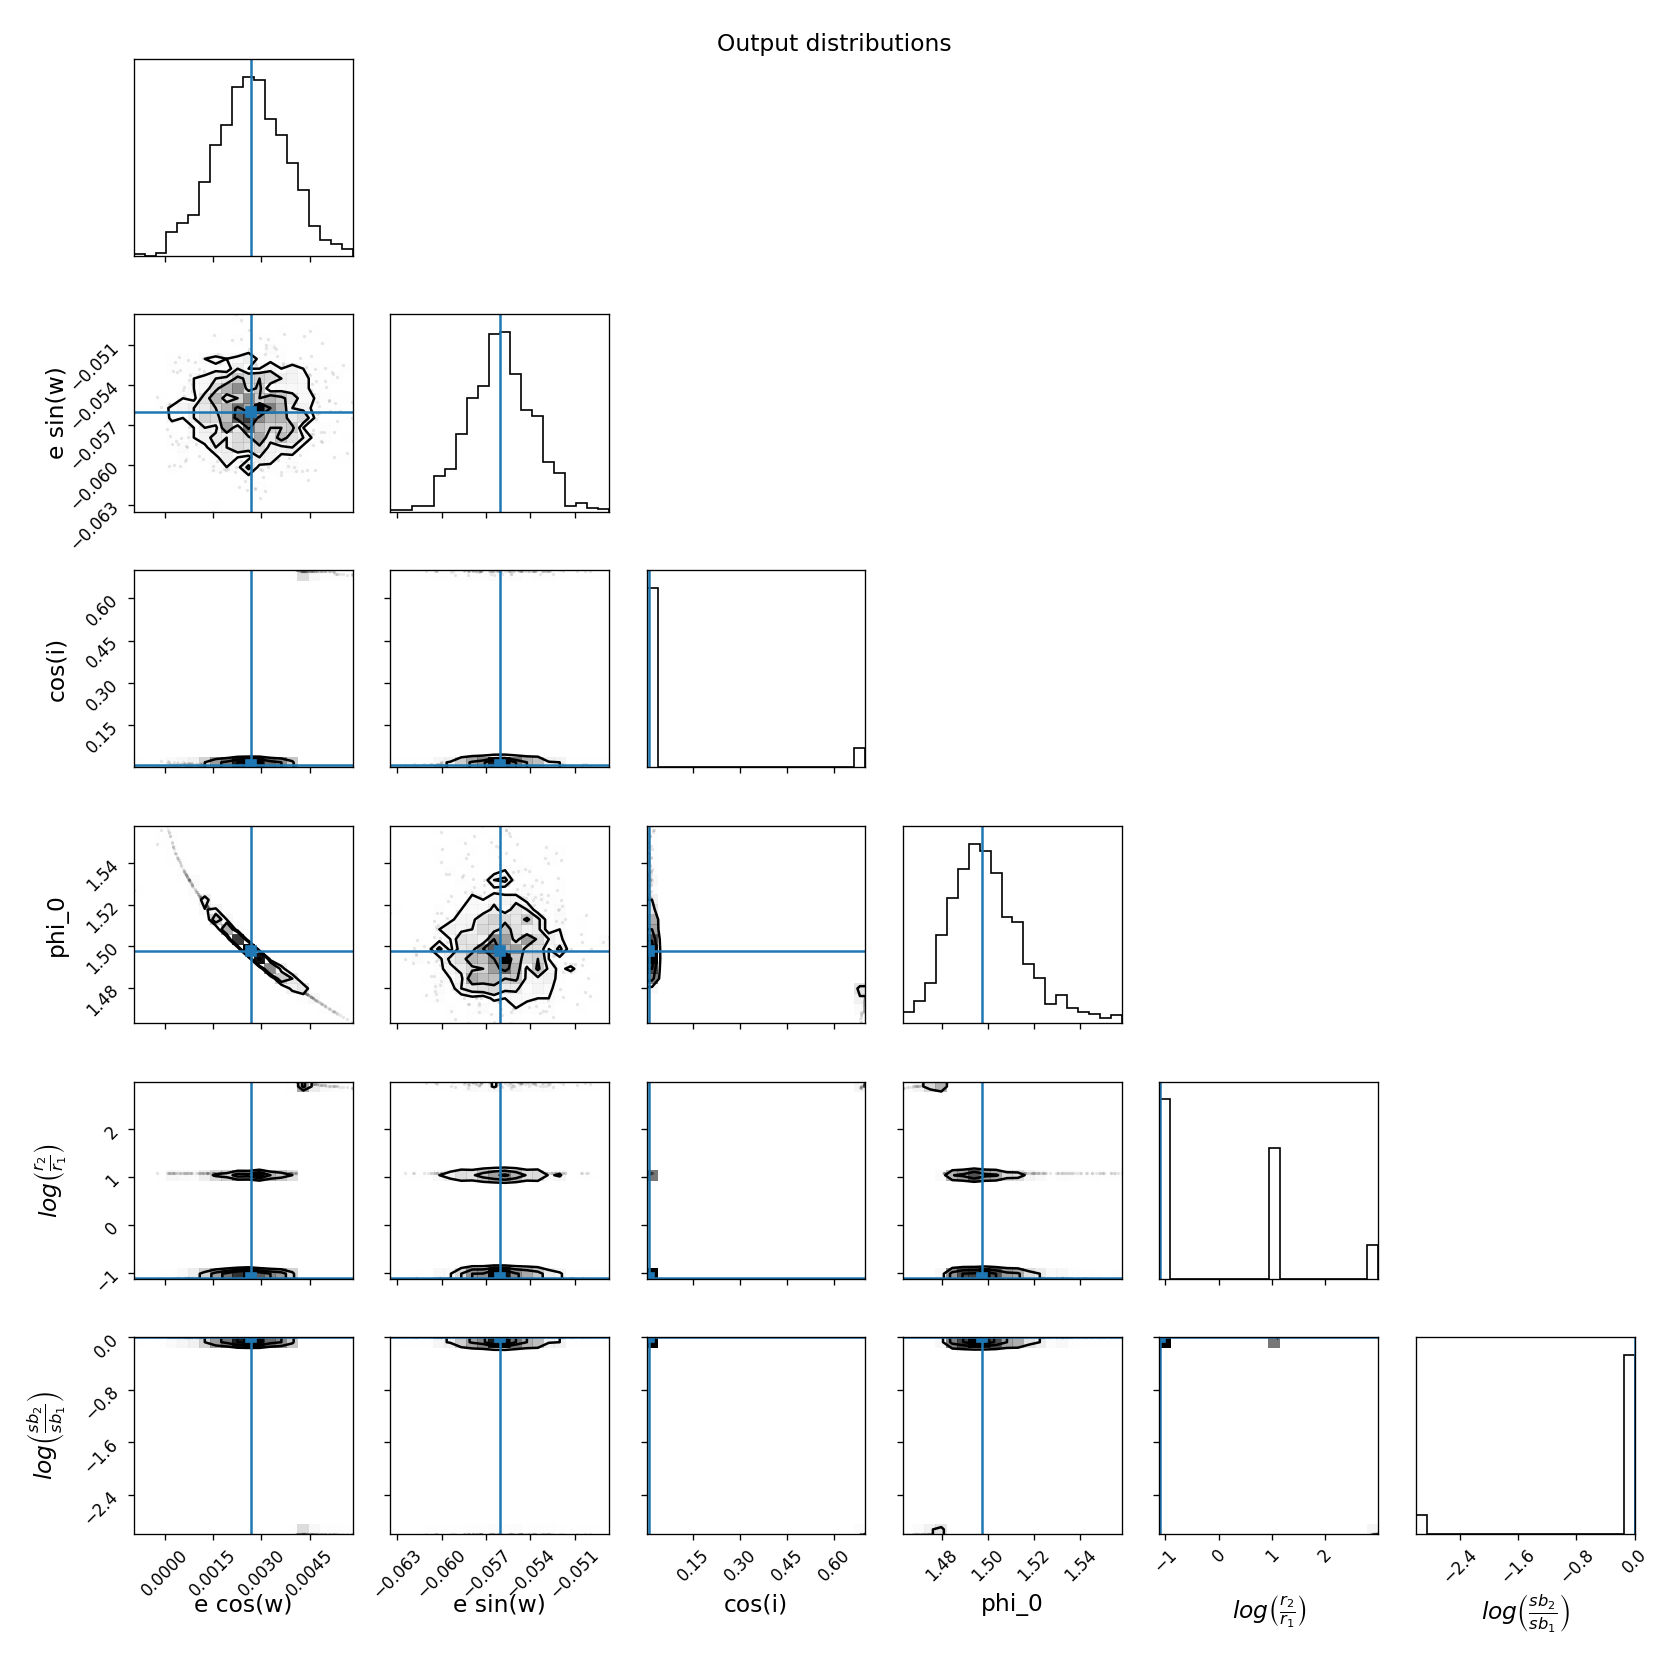 Output distributions
e sin(w)
−0.051
−0.054
−0.057
−0.060
−0.063
cos(i)
0.60
0.45
0.30
0.15
phi_0
1.54
1.52
1.50
1.48
log(r2/r1)
2
1
0
−1
log(sb2/sb1)
0.0
−0.8
−1.6
−2.4
0.0000 0.0015 0.0030 0.0045 −0.063 −0.060 −0.057 −0.054 −0.051 0.15 0.30 0.45 0.60 1.48 1.50 1.52 1.54 −1 0 1 2 −2.4 −1.6 −0.8 0.0
e cos(w) e sin(w) cos(i) phi_0 log(r2/r1) log(sb2/sb1)